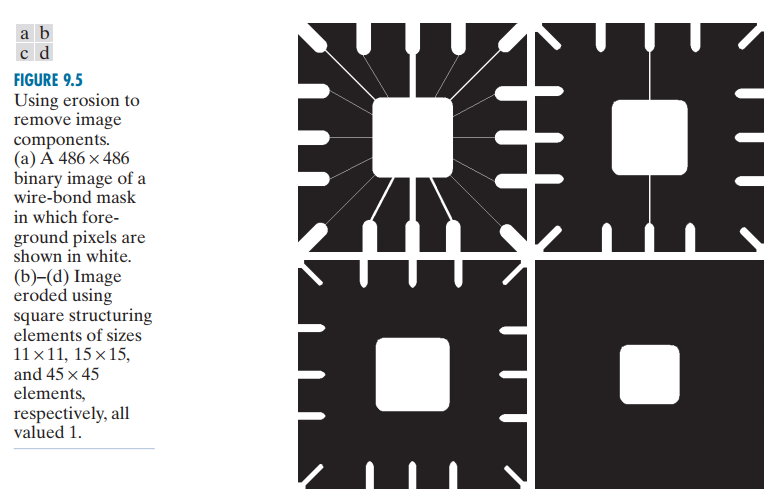 a b
c d
FIGURE 9.5
Using erosion to
remove image
components.
(a) A 486 × 486
binary image of a
wire-bond mask
in which fore-
ground pixels are
shown in white.
(b)–(d) Image
eroded using
square structuring
elements of sizes
11 × 11, 15 × 15,
and 45 × 45
elements,
respectively, all
valued 1.